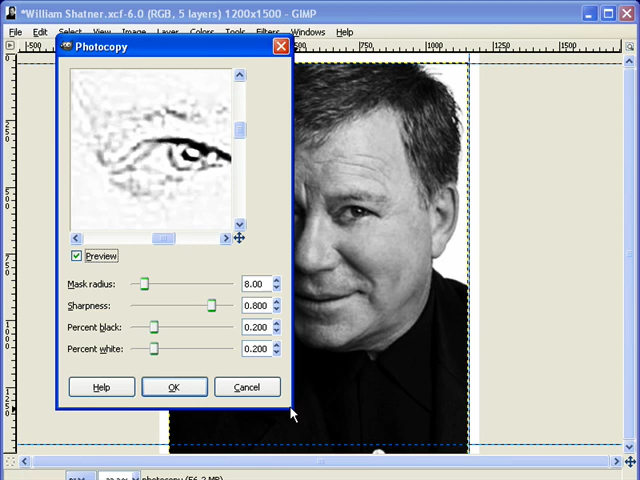 *William Shatner.xcf-6.0 (RGB, 5 layers) 1200x1500 - GIMP
File Edit Select View Image Layer Colors Tools Filters Windows Help
-500 500 1000 1250 1500
Photocopy
Preview
Mask radius: 8.00
Sharpness: 0.800
Percent black: 0.200
Percent white: 0.200
Help OK Cancel
photocopy (56.2 MB)